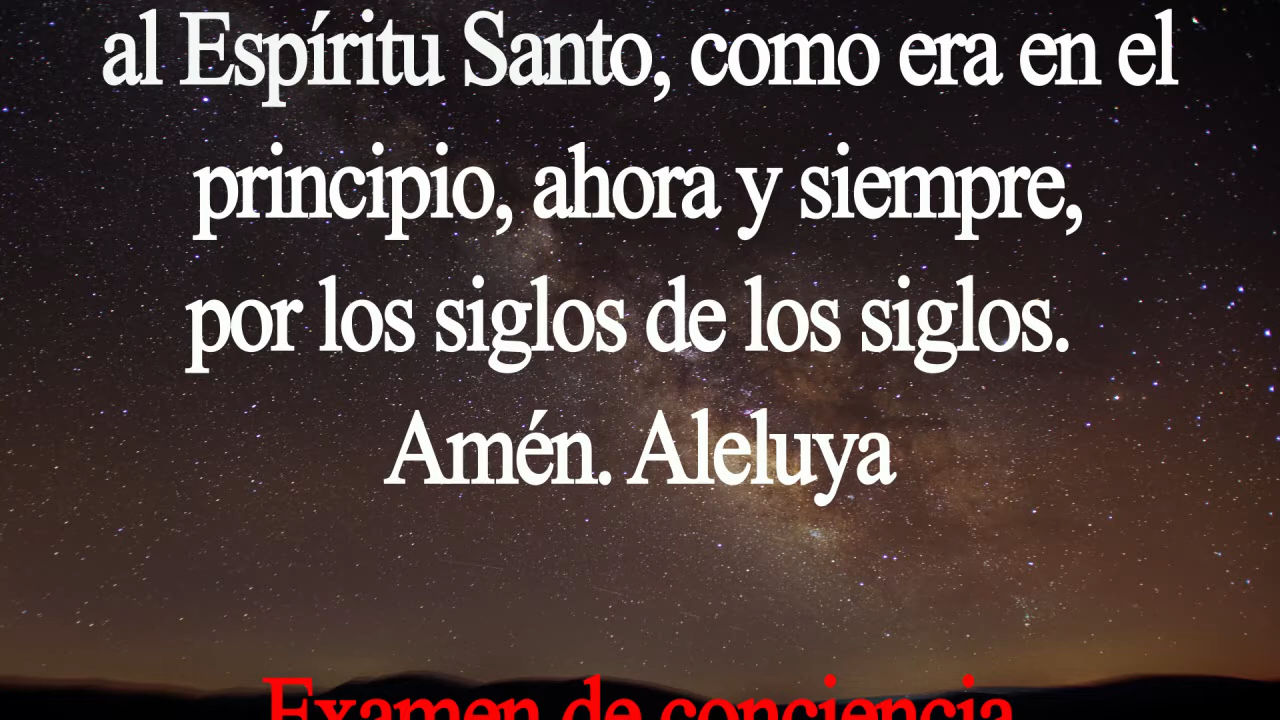 al Espíritu Santo, como era en el
principio, ahora y siempre,
por los siglos de los siglos.
Amén. Aleluya
Examen de conciencia